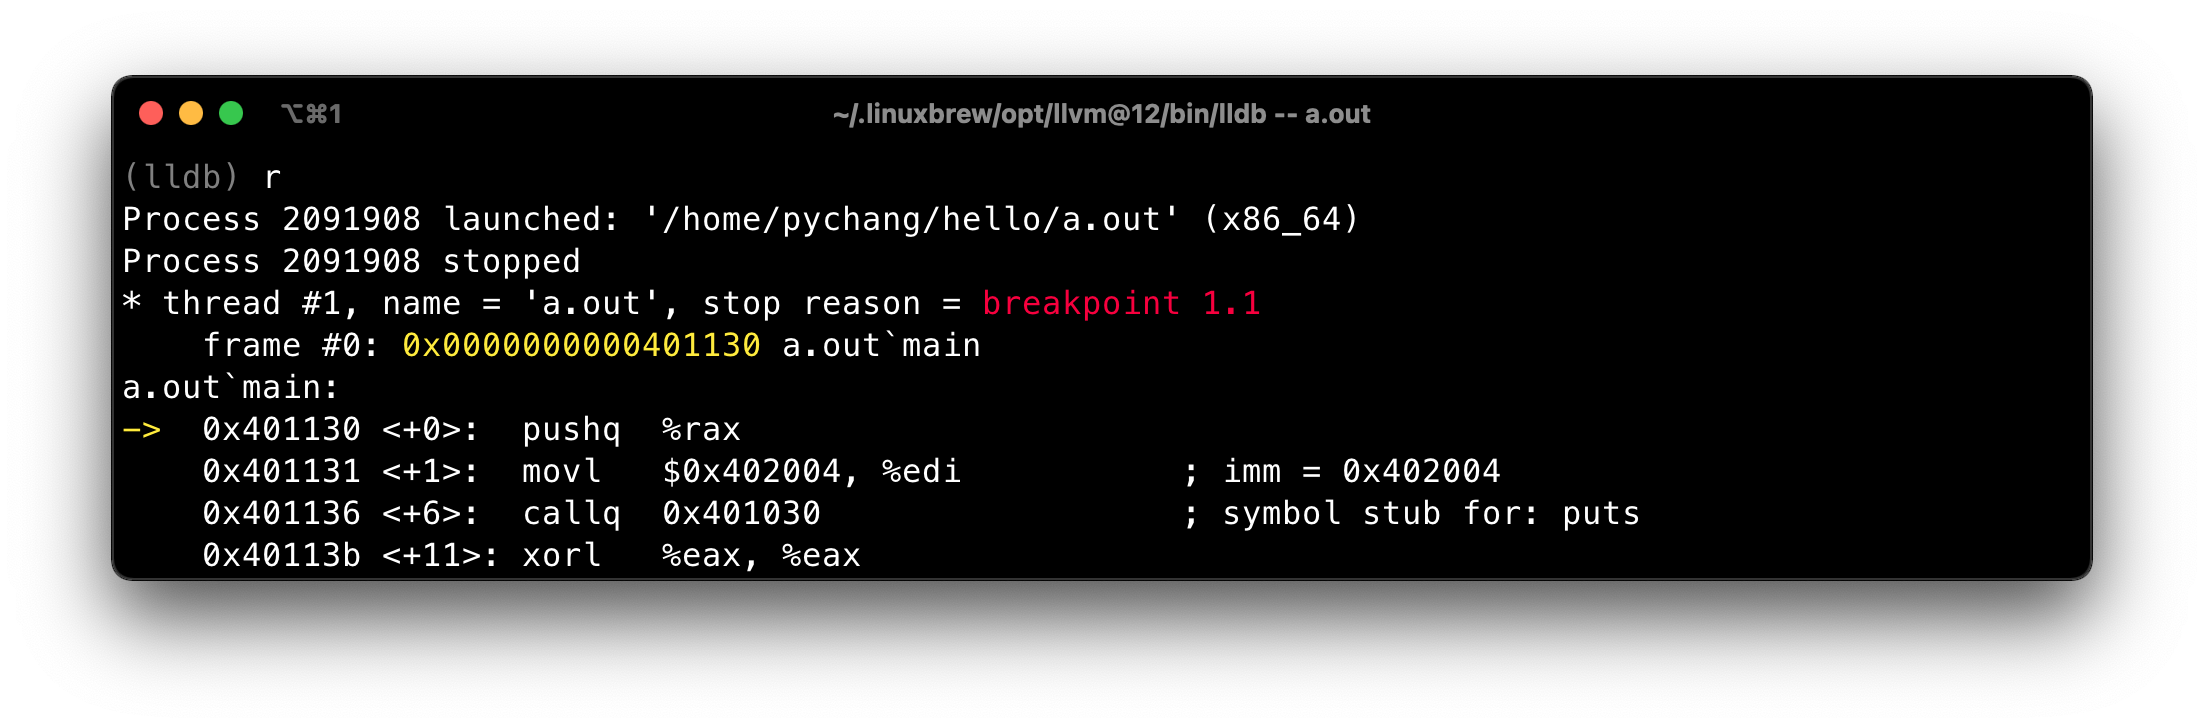 ⌥⌘1 ~/.linuxbrew/opt/llvm@12/bin/lldb -- a.out
(lldb) r
Process 2091908 launched: '/home/pychang/hello/a.out' (x86_64)
Process 2091908 stopped
* thread #1, name = 'a.out', stop reason = breakpoint 1.1
    frame #0: 0x0000000000401130 a.out`main
a.out`main:
->  0x401130 <+0>:  pushq  %rax
    0x401131 <+1>:  movl   $0x402004, %edi           ; imm = 0x402004
    0x401136 <+6>:  callq  0x401030                  ; symbol stub for: puts
    0x40113b <+11>: xorl   %eax, %eax